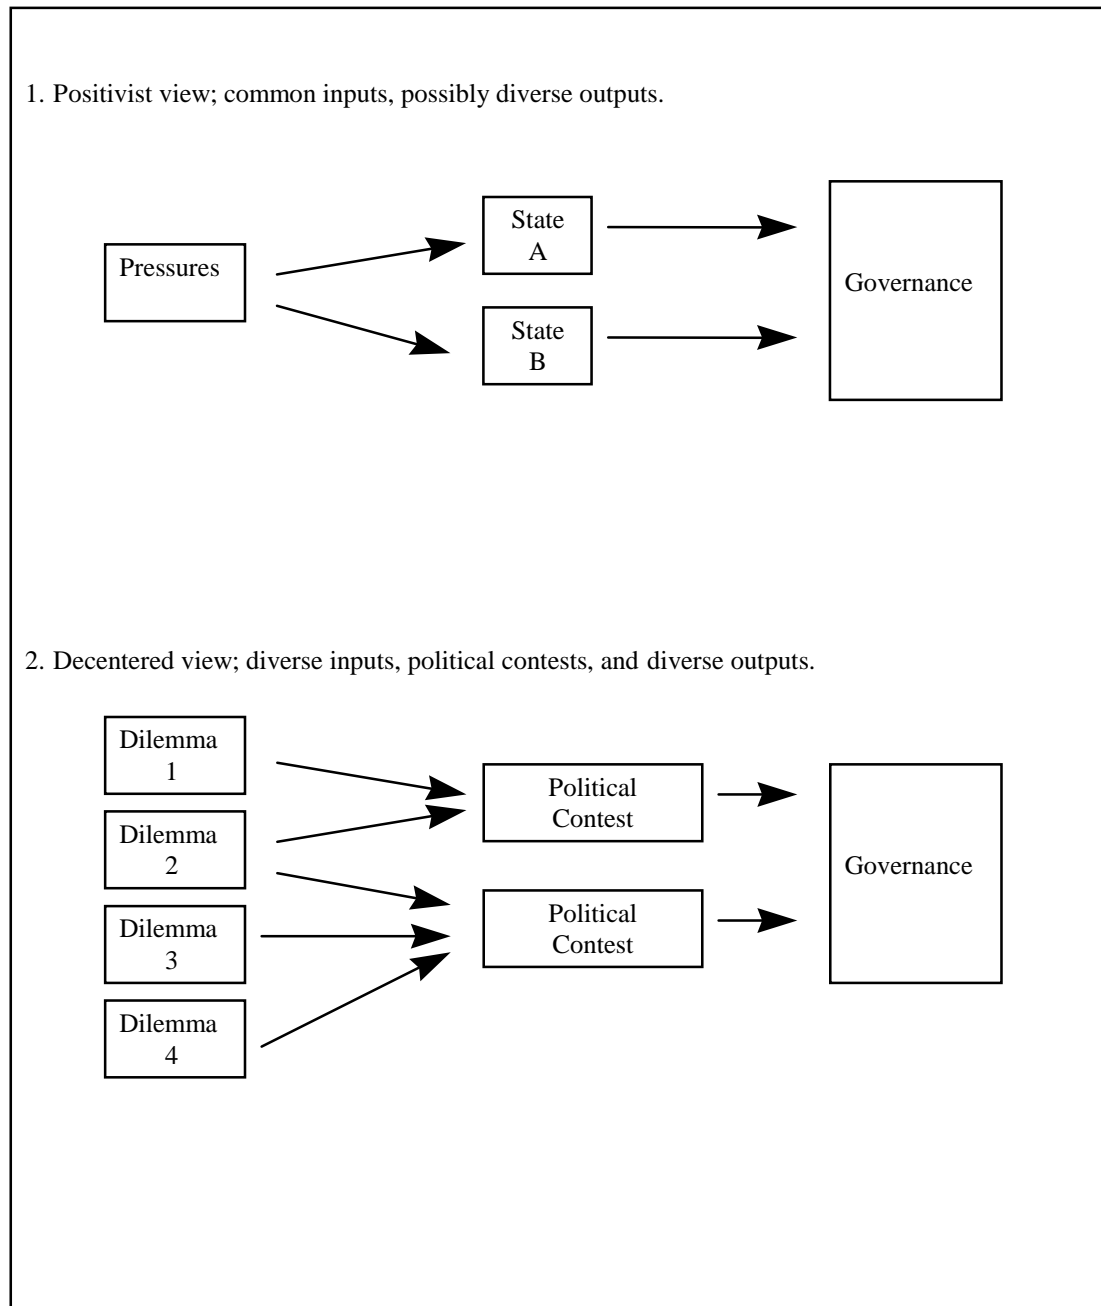 1. Positivist view; common inputs, possibly diverse outputs.
Pressures
State
A
State
B
Governance
2. Decentered view; diverse inputs, political contests, and diverse outputs.
Dilemma
1
Dilemma
2
Dilemma
3
Dilemma
4
Political
Contest
Political
Contest
Governance